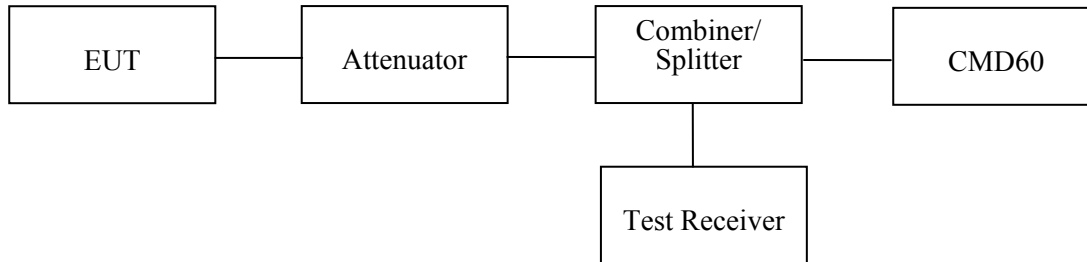 EUT
Attenuator
Combiner/
Splitter
CMD60
Test Receiver